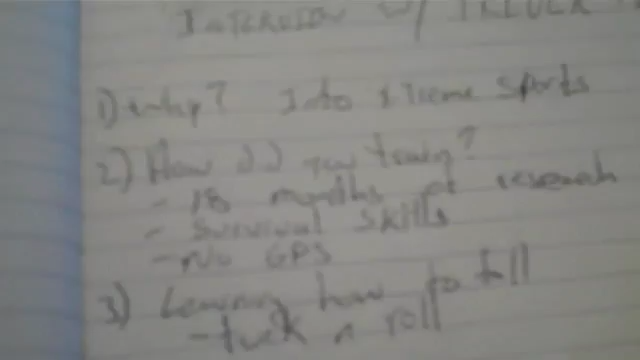 Interview w/
1) why? Into xtreme sports
2) How did you train?
- 18 months of research
- Survival skills
- No GPS
3) Learning how to fall
- tuck n roll